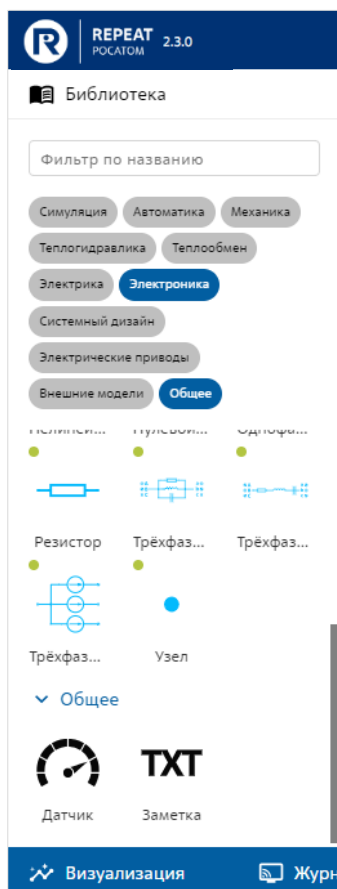 REPEAT
РОСАТОМ 2.3.0
Библиотека
Фильтр по названию
Симуляция Автоматика Механика
Теплогидравлика Теплообмен
Электрика Электроника
Системный дизайн
Электрические приводы
Внешние модели Общее
Резистор Трёхфаз... Трёхфаз...
Трёхфаз... Узел
Общее
TXT
Датчик Заметка
Визуализация Журн